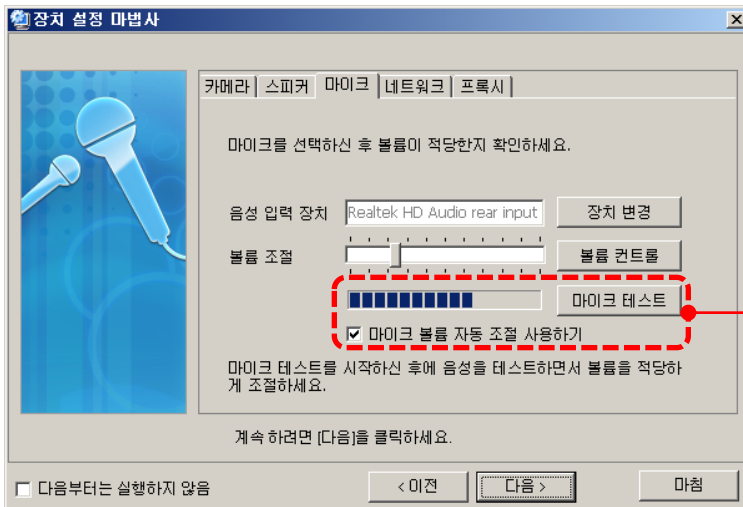 장치 설정 마법사
카메라 스피커 마이크 네트워크 프록시
마이크를 선택하신 후 볼륨이 적당한지 확인하세요.
음성 입력 장치 Realtek HD Audio rear input 장치 변경
볼륨 조절 볼륨 컨트롤
마이크 테스트
마이크 볼륨 자동 조절 사용하기
마이크 테스트를 시작하신 후에 음성을 테스트하면서 볼륨을 적당하
게 조절하세요.
계속 하려면 [다음]을 클릭하세요.
다음부터는 실행하지 않음 < 이전 다음 > 마침